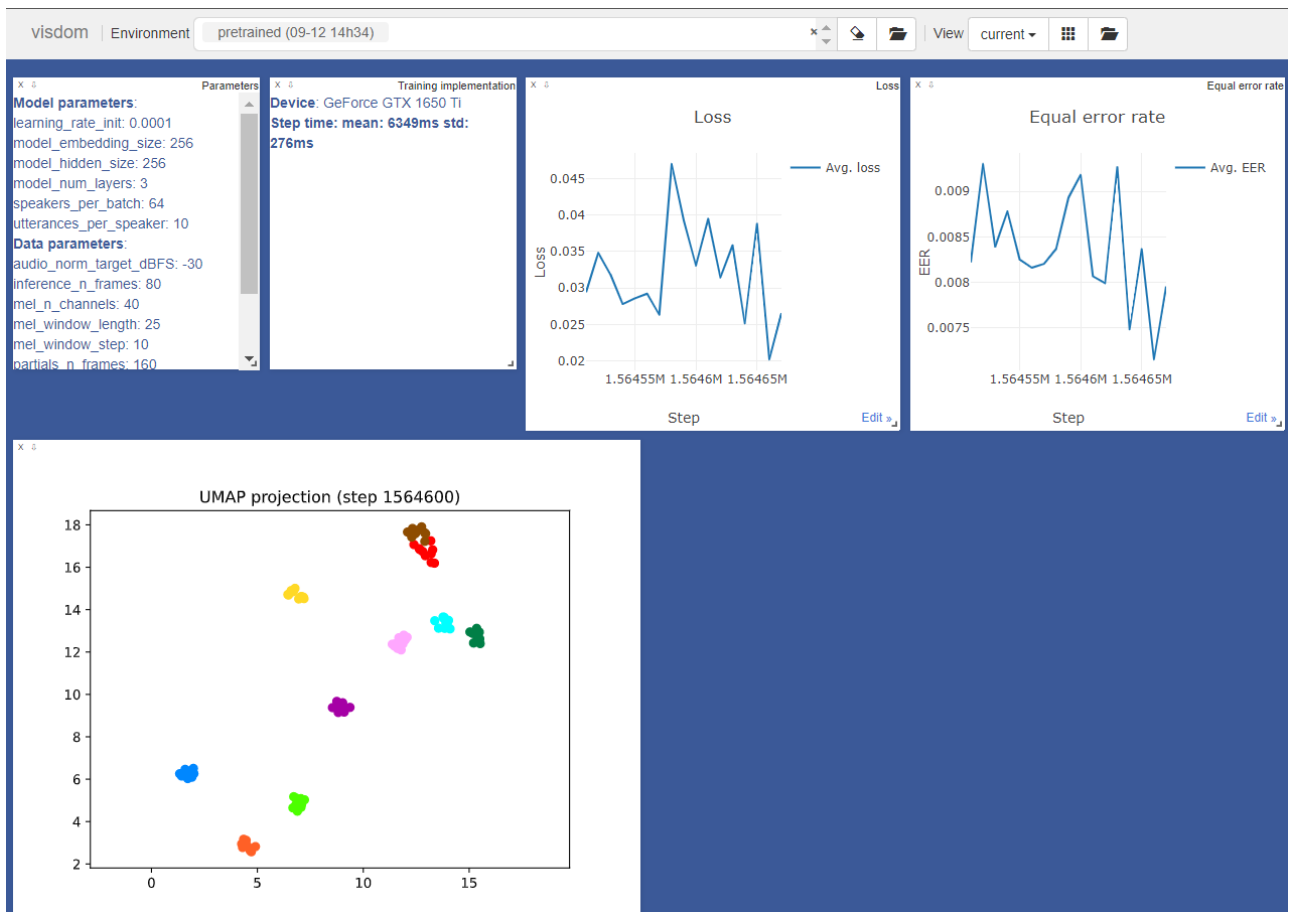 visdom Environment pretrained (09-12 14h34) × View current
X Parameters
Model parameters:
learning_rate_init: 0.0001
model_embedding_size: 256
model_hidden_size: 256
model_num_layers: 3
speakers_per_batch: 64
utterances_per_speaker: 10
Data parameters:
audio_norm_target_dBFS: -30
inference_n_frames: 80
mel_n_channels: 40
mel_window_length: 25
mel_window_step: 10
partials_n_frames: 160
X Training implementation
Device: GeForce GTX 1650 Ti
Step time: mean: 6349ms std:
276ms
X Loss
Loss
Avg. loss
0.045
0.04
0.035
0.03
0.025
0.02
Loss
1.56455M 1.5646M 1.56465M
Step
Edit »
X Equal error rate
Equal error rate
Avg. EER
0.009
0.0085
0.008
0.0075
EER
1.56455M 1.5646M 1.56465M
Step
Edit »
X
UMAP projection (step 1564600)
18
16
14
12
10
8
6
4
2
0 5 10 15